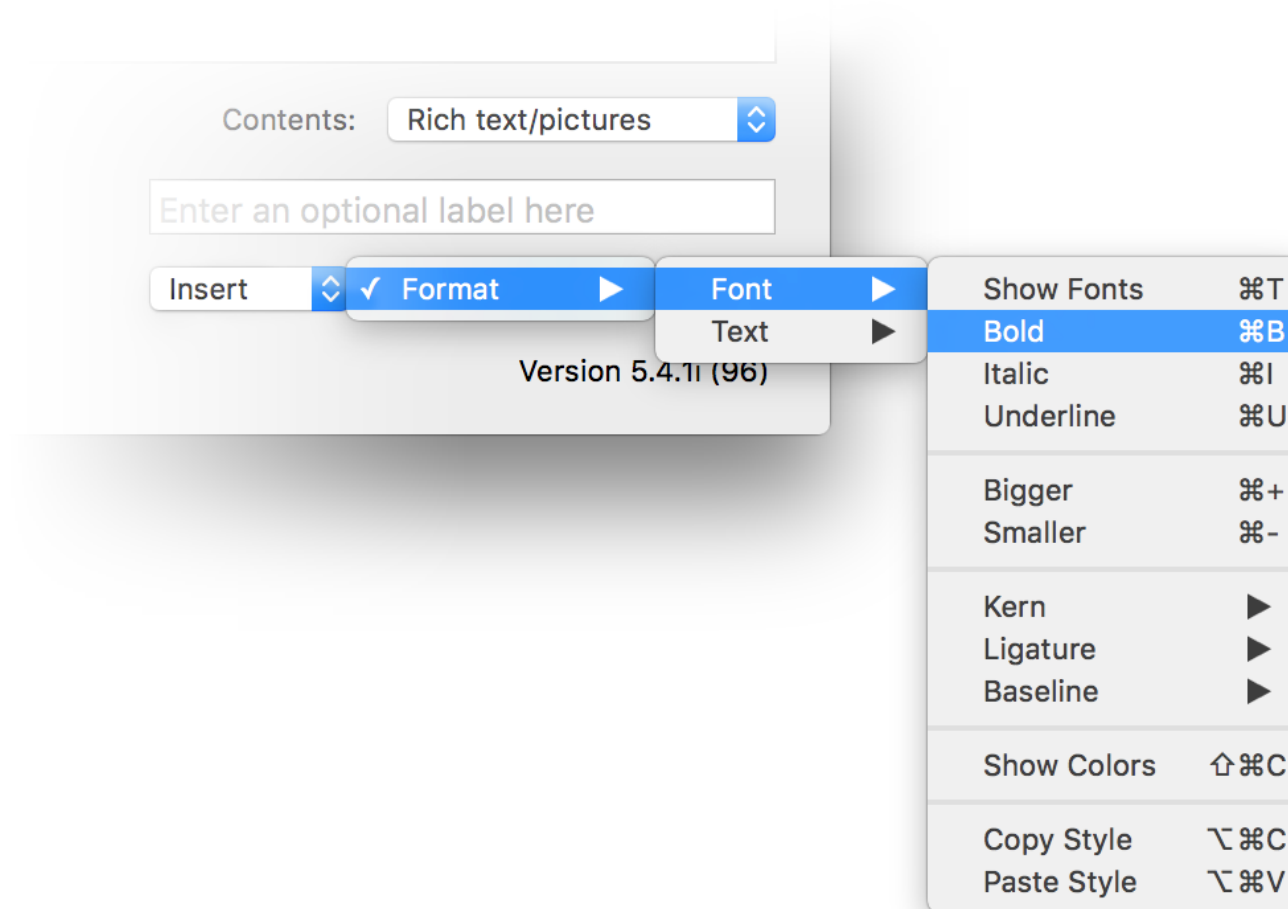 Contents: Rich text/pictures
Enter an optional label here
Insert ✓ Format ▶ Font ▶
Text ▶
Version 5.4.1i (96)
Show Fonts ⌘T
Bold ⌘B
Italic ⌘I
Underline ⌘U
Bigger ⌘+
Smaller ⌘-
Kern ▶
Ligature ▶
Baseline ▶
Show Colors ⇧⌘C
Copy Style ⌥⌘C
Paste Style ⌥⌘V